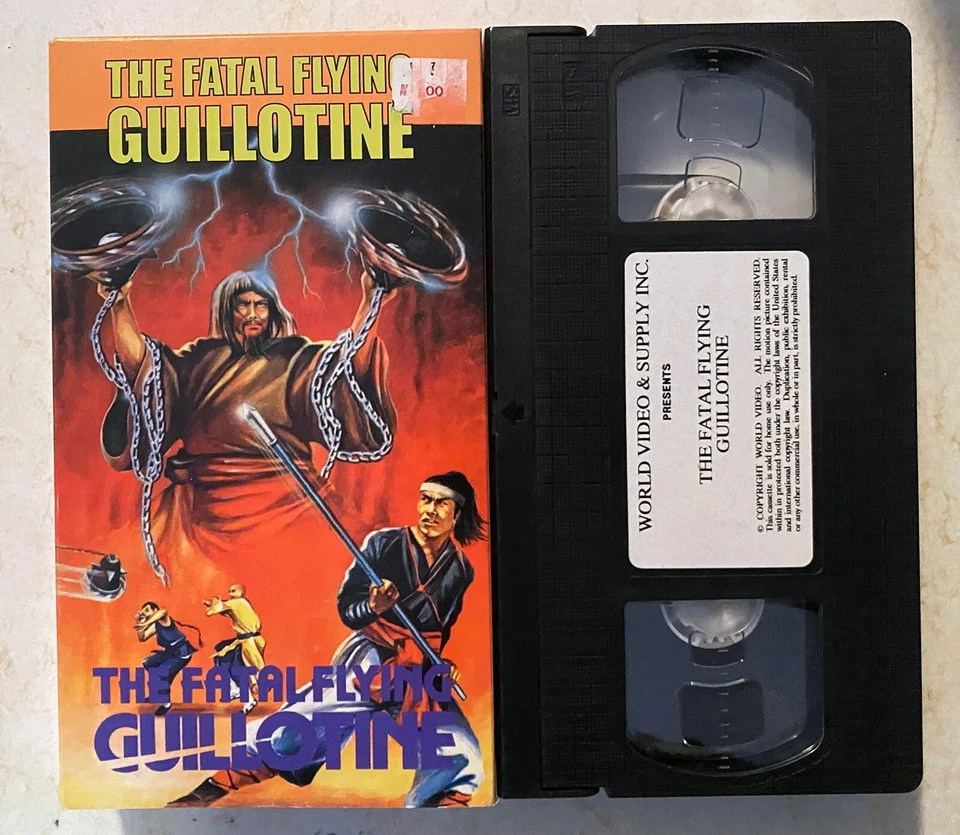 THE FATAL FLYING
GUILLOTINE
00
THE FATAL FLYING
GUILLOTINE
VHS
WORLD VIDEO & SUPPLY INC.
PRESENTS
THE FATAL FLYING
GUILLOTINE
© COPYRIGHT WORLD VIDEO. ALL RIGHTS RESERVED.
This cassette is sold for home use only. The motion picture contained
within in protected both under the copyright laws of the United States
and international copyright law. Duplication, public exhibition, rental
or any other commercial use, in whole or in part, is strictly prohibited.